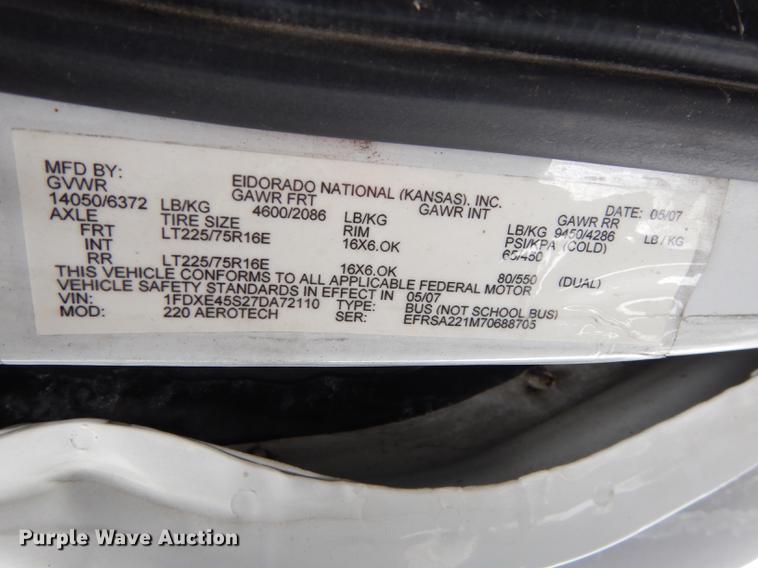 MFD BY: EIDORADO NATIONAL (KANSAS), INC. DATE: 05/07
GVWR GAWR FRT GAWR INT GAWR RR
14050/6372 LB/KG 4600/2086 LB/KG LB/KG 9450/4286 LB / KG
AXLE TIRE SIZE RIM PSI/KPA (COLD)
FRT LT225/75R16E 16X6.OK 65/450
INT
RR LT225/75R16E 16X6.OK 80/550 (DUAL)
THIS VEHICLE CONFORMS TO ALL APPLICABLE FEDERAL MOTOR
VEHICLE SAFETY STANDARDS IN EFFECT IN 05/07
VIN: 1FDXE45S27DA72110 TYPE: BUS (NOT SCHOOL BUS)
MOD: 220 AEROTECH SER: EFRSA221M70688705
Purple Wave Auction